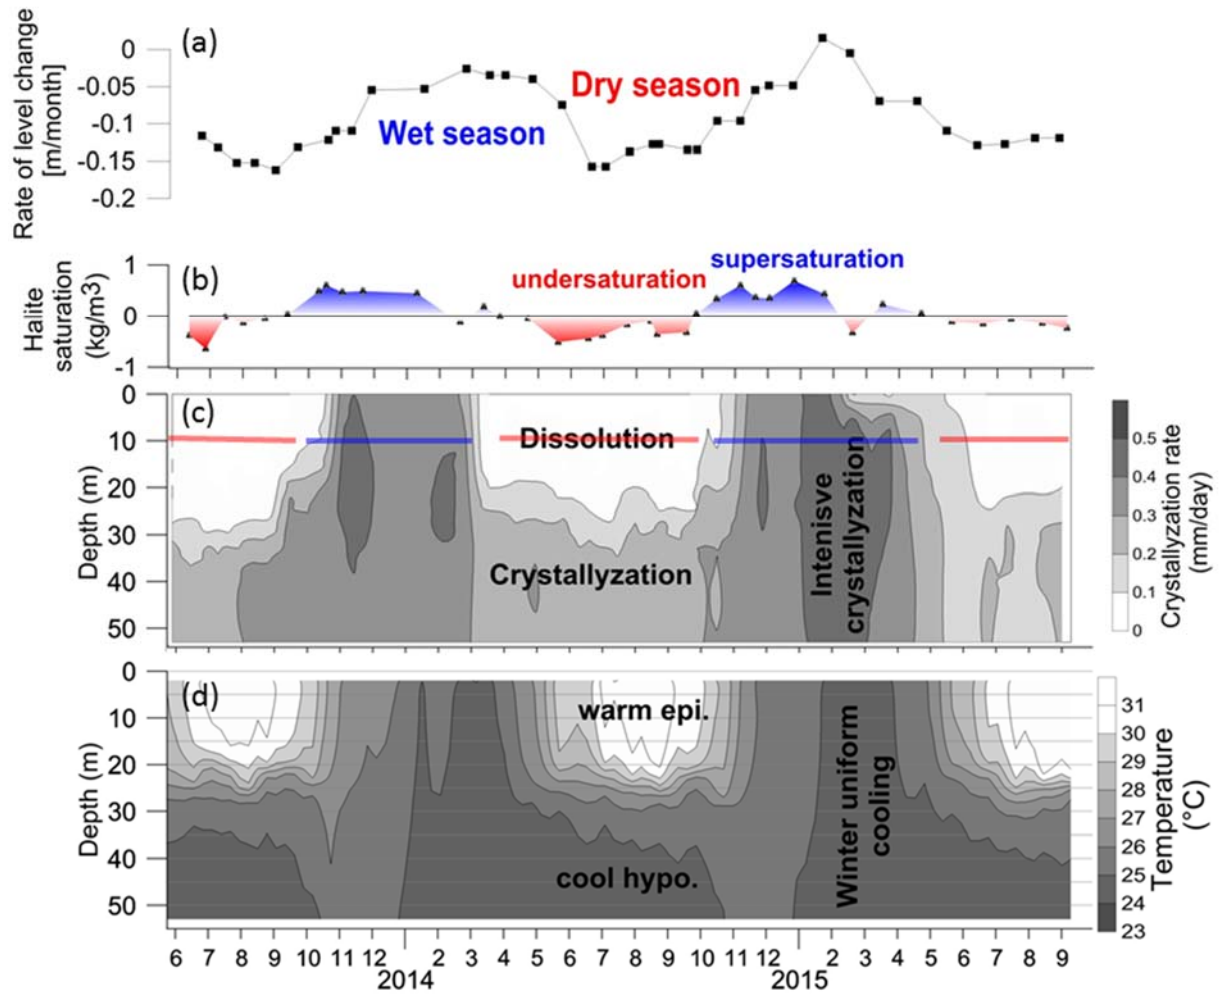 (a)
Rate of level change
[m/month]
0
-0.05
-0.1
-0.15
-0.2
Dry season
Wet season
(b)
Halite
saturation
(kg/m3)
1
0
-1
undersaturation
supersaturation
(c)
Depth (m)
0
10
20
30
40
50
Dissolution
Crystallyzation
Intenisve
crystallyzation
0.5
0.4
0.3
0.2
0.1
0
Crystallyzation rate
(mm/day)
(d)
Depth (m)
0
10
20
30
40
50
warm epi.
cool hypo.
Winter uniform
cooling
31
30
29
28
27
26
25
24
23
Temperature
(°C)
6 7 8 9 10 11 12 2 3 4 5 6 7 8 9 10 11 12 2 3 4 5 6 7 8 9
2014 2015